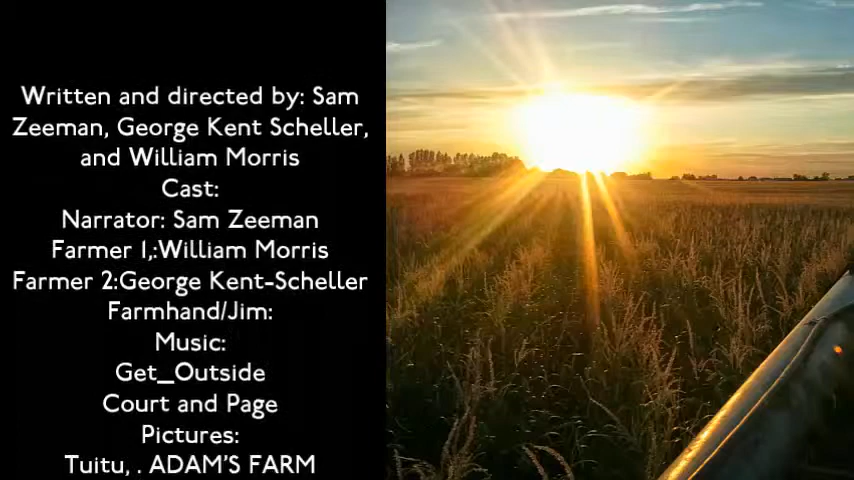 Written and directed by: Sam
Zeeman, George Kent Scheller,
and William Morris
Cast:
Narrator: Sam Zeeman
Farmer 1,:William Morris
Farmer 2:George Kent-Scheller
Farmhand/Jim:
Music:
Get_Outside
Court and Page
Pictures:
Tuitu, . ADAM'S FARM